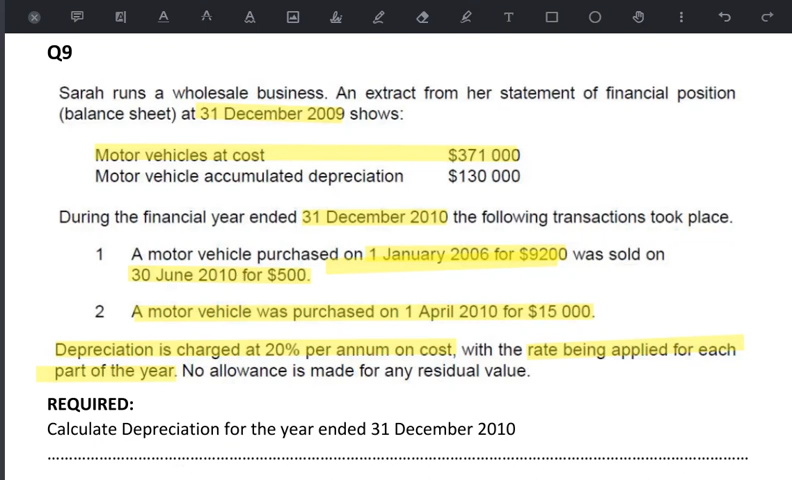 Q9
Sarah runs a wholesale business. An extract from her statement of financial position
(balance sheet) at 31 December 2009 shows:
Motor vehicles at cost $371 000
Motor vehicle accumulated depreciation $130 000
During the financial year ended 31 December 2010 the following transactions took place.
1 A motor vehicle purchased on 1 January 2006 for $9200 was sold on
30 June 2010 for $500.
2 A motor vehicle was purchased on 1 April 2010 for $15 000.
Depreciation is charged at 20% per annum on cost, with the rate being applied for each
part of the year. No allowance is made for any residual value.
REQUIRED:
Calculate Depreciation for the year ended 31 December 2010